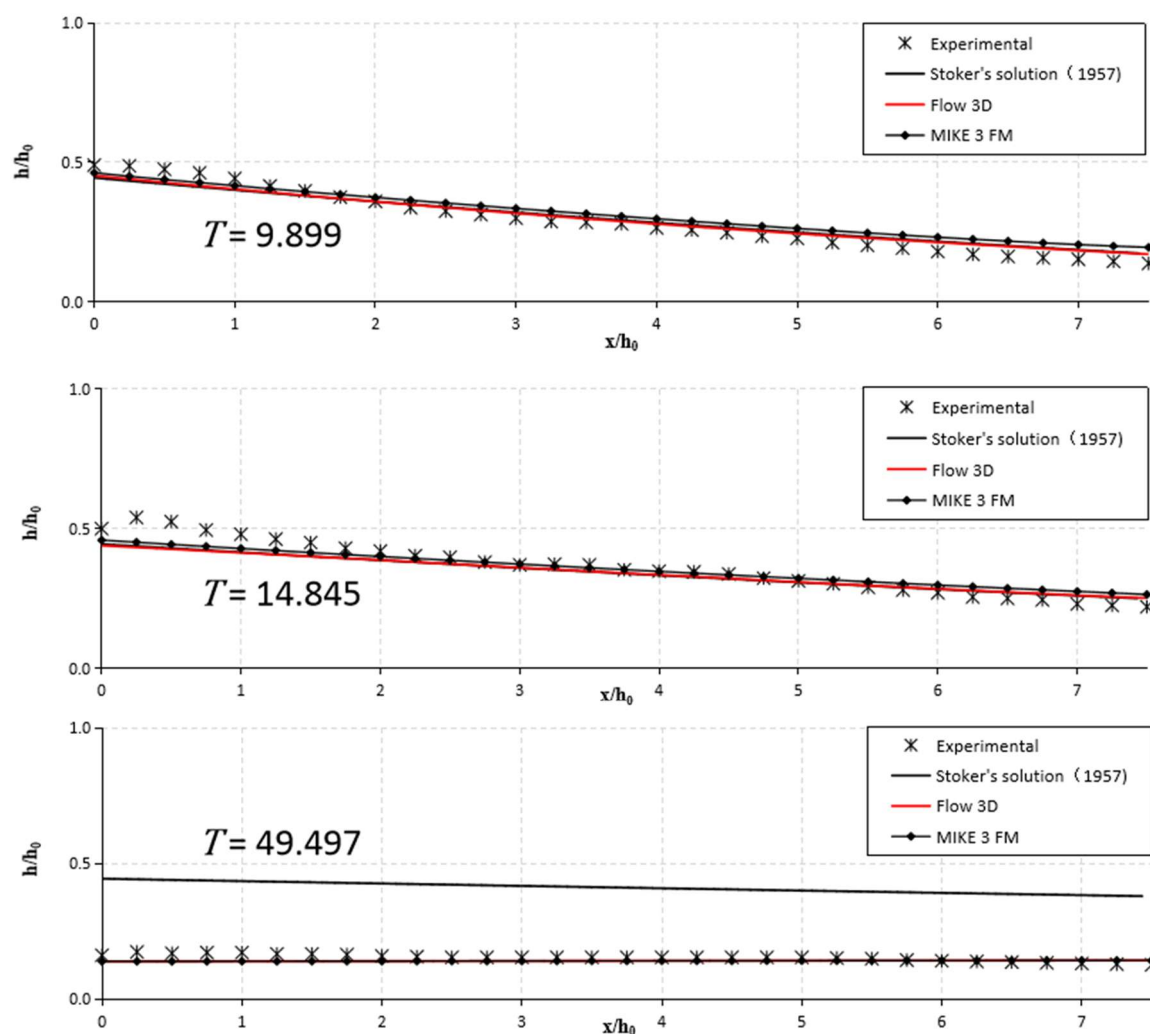 1.0
Experimental
Stoker's solution（1957)
Flow 3D
MIKE 3 FM
h/h₀
0.5
T = 9.899
0.0
0 1 2 3 4 5 6 7
x/h₀
1.0
Experimental
Stoker's solution（1957)
Flow 3D
MIKE 3 FM
h/h₀
0.5
T = 14.845
0.0
0 1 2 3 4 5 6 7
x/h₀
1.0
Experimental
Stoker's solution（1957)
Flow 3D
MIKE 3 FM
h/h₀
T = 49.497
0.5
0.0
0 1 2 3 4 5 6 7
x/h₀